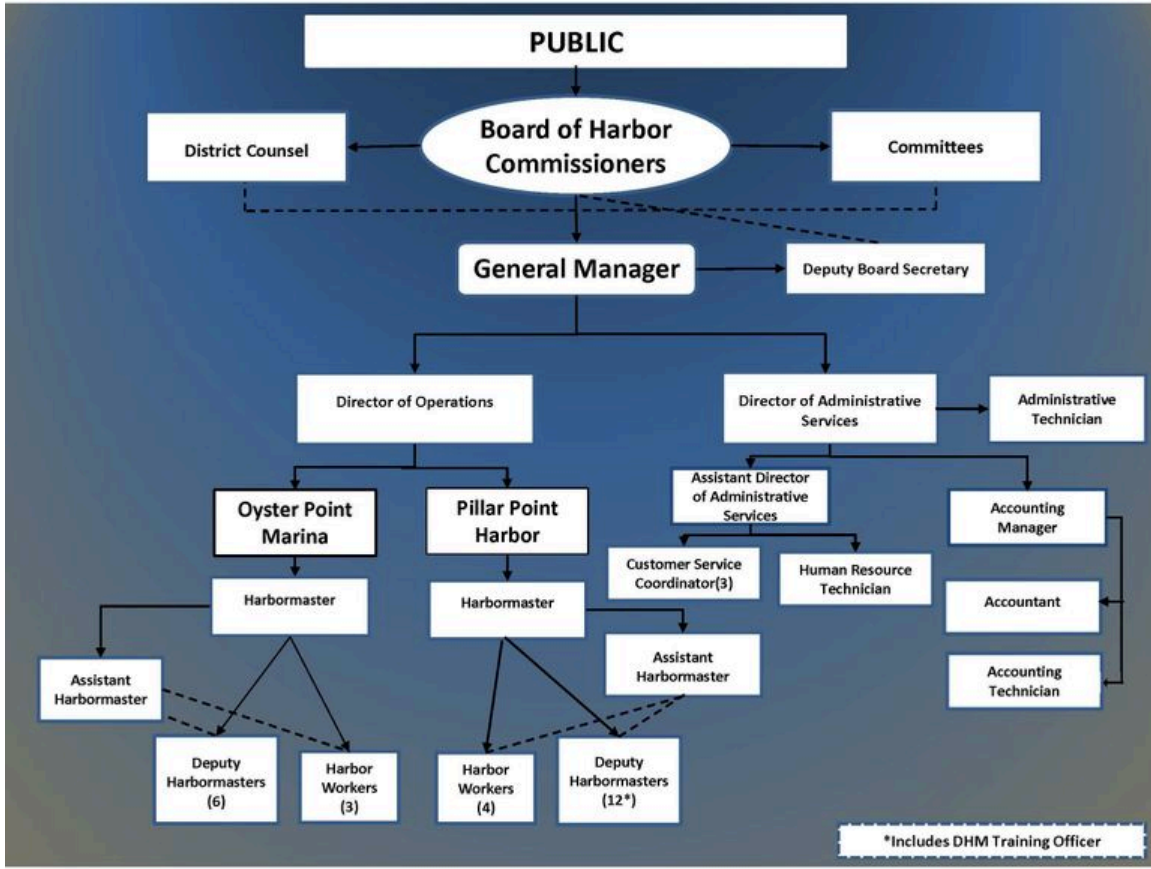 PUBLIC
Board of Harbor
Commissioners
District Counsel
Committees
General Manager
Deputy Board Secretary
Director of Operations
Director of Administrative
Services
Administrative
Technician
Oyster Point
Marina
Pillar Point
Harbor
Assistant Director
of Administrative
Services
Accounting
Manager
Customer Service
Coordinator(3)
Human Resource
Technician
Harbormaster
Harbormaster
Accountant
Assistant
Harbormaster
Assistant
Harbormaster
Accounting
Technician
Deputy
Harbormasters
(6)
Harbor
Workers
(3)
Harbor
Workers
(4)
Deputy
Harbormasters
(12*)
*Includes DHM Training Officer